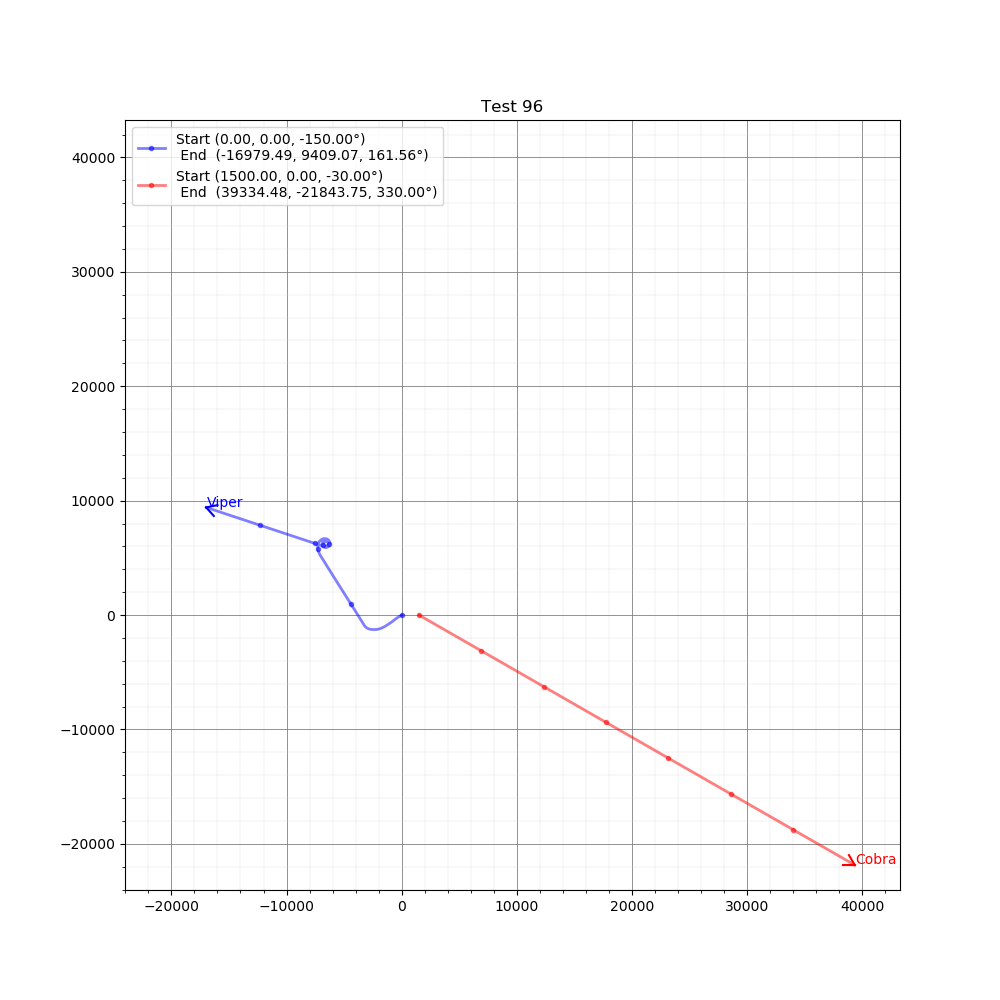 Test 96
Start (0.00, 0.00, -150.00°)
End (-16979.49, 9409.07, 161.56°)
Start (1500.00, 0.00, -30.00°)
End (39334.48, -21843.75, 330.00°)
40000
30000
20000
10000
0
−10000
−20000
Viper
Cobra
−20000 −10000 0 10000 20000 30000 40000